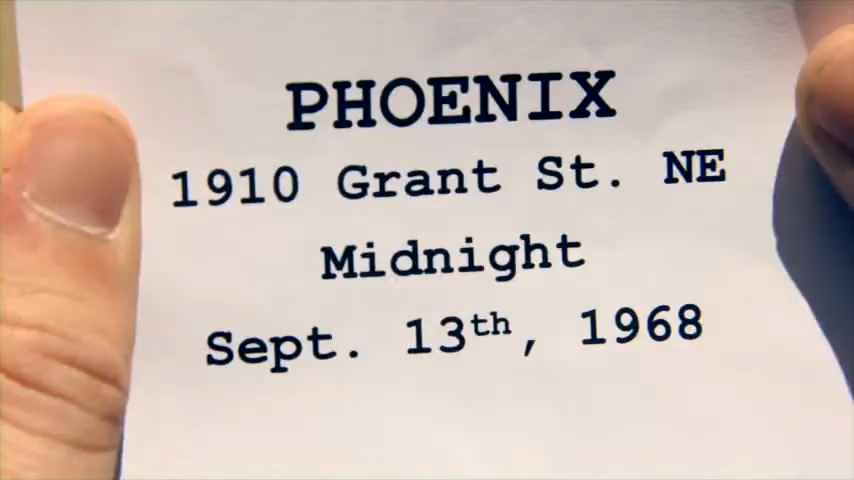 PHOENIX
1910 Grant St. NE
Midnight
Sept. 13th, 1968